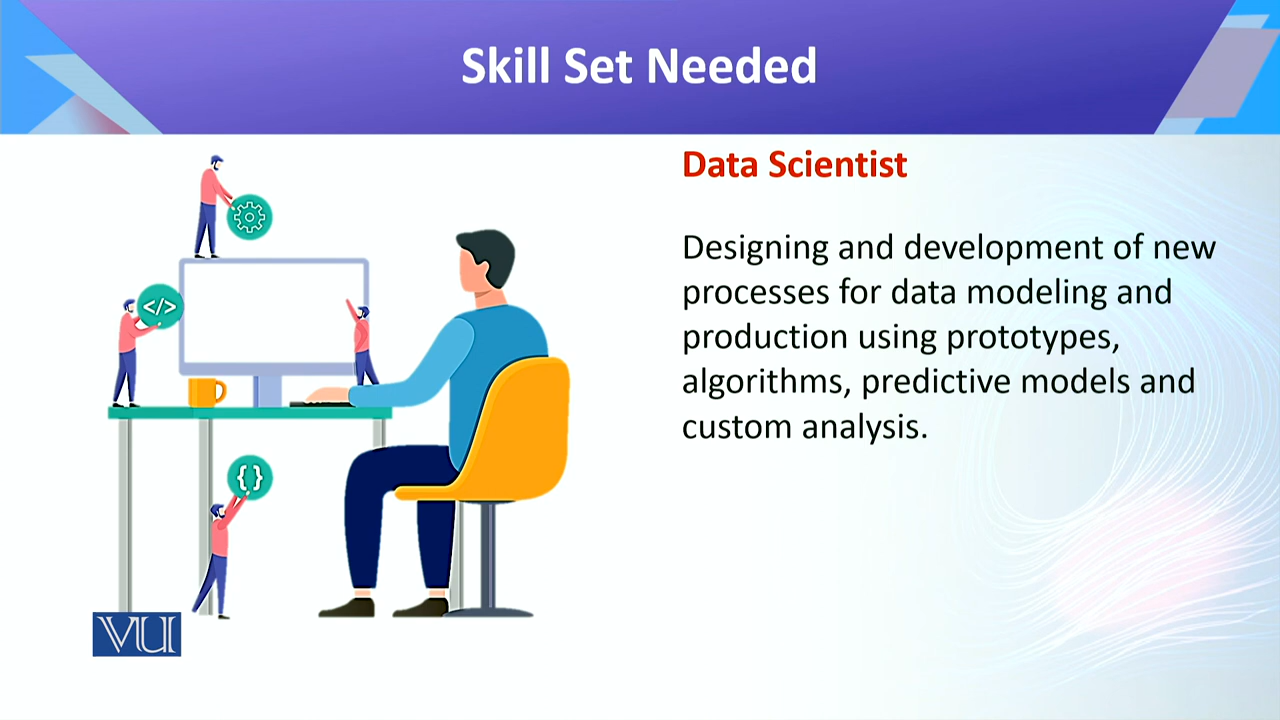 Skill Set Needed
Data Scientist
Designing and development of new
processes for data modeling and
production using prototypes,
algorithms, predictive models and
custom analysis.
</>
{}
VU